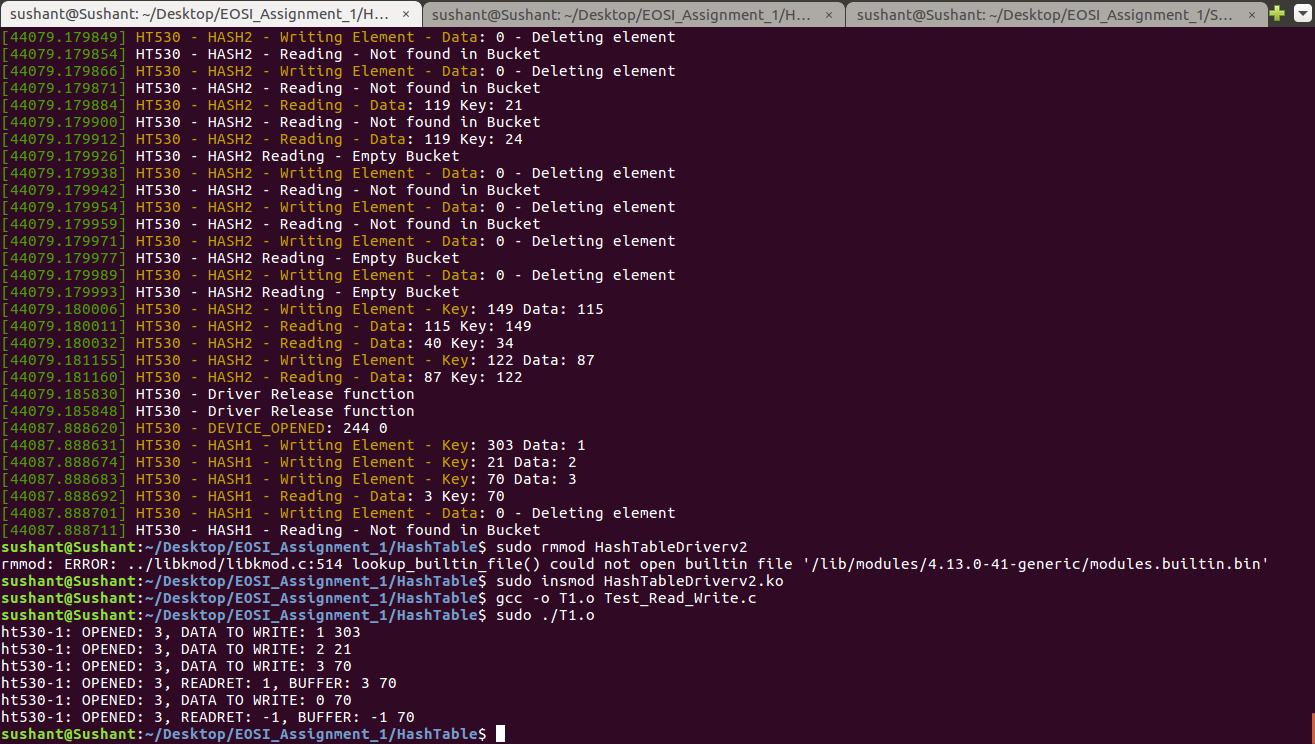 sushant@Sushant: ~/Desktop/EOSI_Assignment_1/H... × sushant@Sushant: ~/Desktop/EOSI_Assignment_1/H... × sushant@Sushant: ~/Desktop/EOSI_Assignment_1/S... ×
[44079.179849] HT530 - HASH2 - Writing Element - Data: 0 - Deleting element
[44079.179854] HT530 - HASH2 - Reading - Not found in Bucket
[44079.179866] HT530 - HASH2 - Writing Element - Data: 0 - Deleting element
[44079.179871] HT530 - HASH2 - Reading - Not found in Bucket
[44079.179884] HT530 - HASH2 - Reading - Data: 119 Key: 21
[44079.179900] HT530 - HASH2 - Reading - Not found in Bucket
[44079.179912] HT530 - HASH2 - Reading - Data: 119 Key: 24
[44079.179926] HT530 - HASH2 Reading - Empty Bucket
[44079.179938] HT530 - HASH2 - Writing Element - Data: 0 - Deleting element
[44079.179942] HT530 - HASH2 - Reading - Not found in Bucket
[44079.179954] HT530 - HASH2 - Writing Element - Data: 0 - Deleting element
[44079.179959] HT530 - HASH2 - Reading - Not found in Bucket
[44079.179971] HT530 - HASH2 - Writing Element - Data: 0 - Deleting element
[44079.179977] HT530 - HASH2 Reading - Empty Bucket
[44079.179989] HT530 - HASH2 - Writing Element - Data: 0 - Deleting element
[44079.179993] HT530 - HASH2 Reading - Empty Bucket
[44079.180006] HT530 - HASH2 - Writing Element - Key: 149 Data: 115
[44079.180011] HT530 - HASH2 - Reading - Data: 115 Key: 149
[44079.180032] HT530 - HASH2 - Reading - Data: 40 Key: 34
[44079.181155] HT530 - HASH2 - Writing Element - Key: 122 Data: 87
[44079.181160] HT530 - HASH2 - Reading - Data: 87 Key: 122
[44079.185830] HT530 - Driver Release function
[44079.185848] HT530 - Driver Release function
[44087.888620] HT530 - DEVICE_OPENED: 244 0
[44087.888631] HT530 - HASH1 - Writing Element - Key: 303 Data: 1
[44087.888674] HT530 - HASH1 - Writing Element - Key: 21 Data: 2
[44087.888683] HT530 - HASH1 - Writing Element - Key: 70 Data: 3
[44087.888692] HT530 - HASH1 - Reading - Data: 3 Key: 70
[44087.888701] HT530 - HASH1 - Writing Element - Data: 0 - Deleting element
[44087.888711] HT530 - HASH1 - Reading - Not found in Bucket
sushant@Sushant:~/Desktop/EOSI_Assignment_1/HashTable$ sudo rmmod HashTableDriverv2
rmmod: ERROR: ../libkmod/libkmod.c:514 lookup_builtin_file() could not open builtin file '/lib/modules/4.13.0-41-generic/modules.builtin.bin'
sushant@Sushant:~/Desktop/EOSI_Assignment_1/HashTable$ sudo insmod HashTableDriverv2.ko
sushant@Sushant:~/Desktop/EOSI_Assignment_1/HashTable$ gcc -o T1.o Test_Read_Write.c
sushant@Sushant:~/Desktop/EOSI_Assignment_1/HashTable$ sudo ./T1.o
ht530-1: OPENED: 3, DATA TO WRITE: 1 303
ht530-1: OPENED: 3, DATA TO WRITE: 2 21
ht530-1: OPENED: 3, DATA TO WRITE: 3 70
ht530-1: OPENED: 3, READRET: 1, BUFFER: 3 70
ht530-1: OPENED: 3, DATA TO WRITE: 0 70
ht530-1: OPENED: 3, READRET: -1, BUFFER: -1 70
sushant@Sushant:~/Desktop/EOSI_Assignment_1/HashTable$